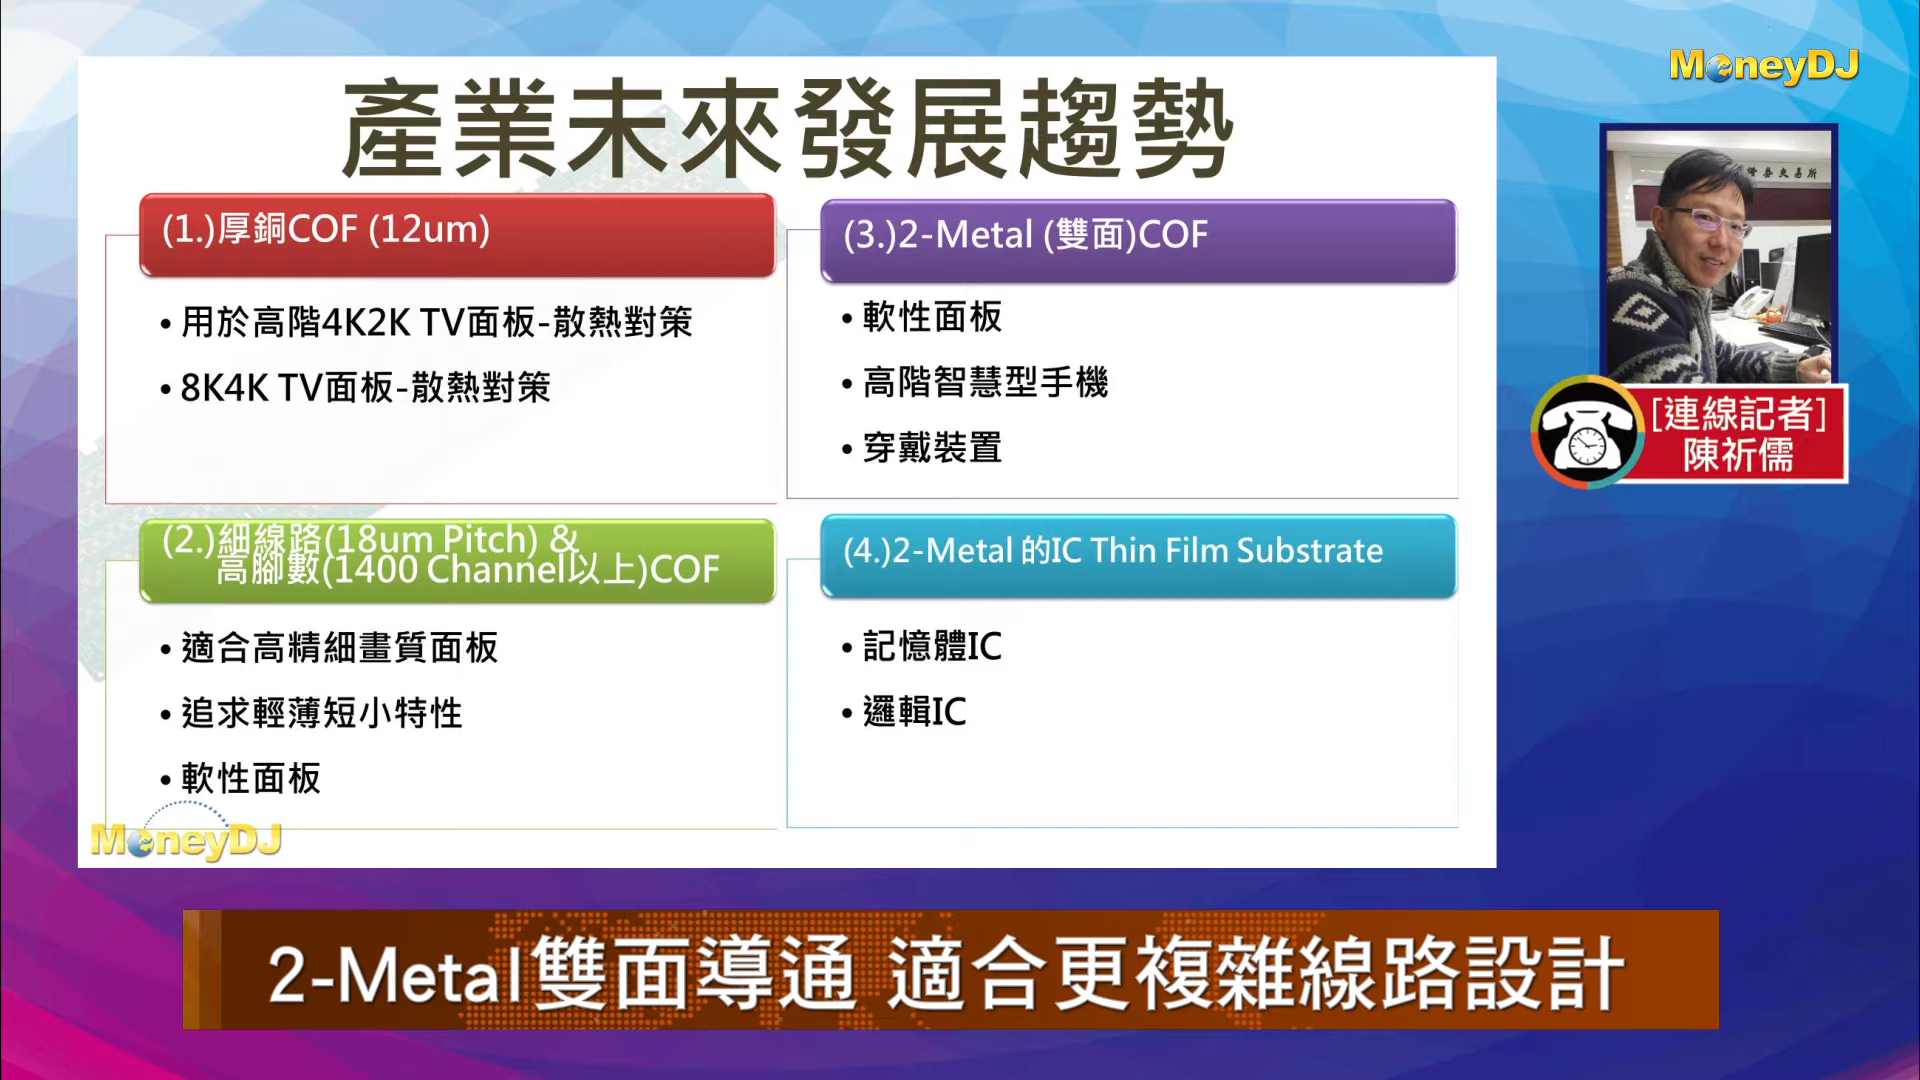 產業未來發展趨勢
(1.)厚銅COF (12um)
• 用於高階4K2K TV面板-散熱對策
• 8K4K TV面板-散熱對策
(2.)細線路(18um Pitch) &
高腳數(1400 Channel以上)COF
• 適合高精細畫質面板
• 追求輕薄短小特性
• 軟性面板
(3.)2-Metal (雙面)COF
• 軟性面板
• 高階智慧型手機
• 穿戴裝置
(4.)2-Metal 的IC Thin Film Substrate
• 記憶體IC
• 邏輯IC
MoneyDJ
MoneyDJ
證券交易所
[連線記者]
陳祈儒
2-Metal雙面導通 適合更複雜線路設計